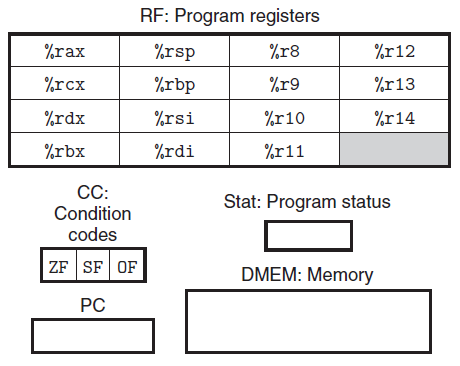 RF: Program registers
%rax %rsp %r8 %r12
%rcx %rbp %r9 %r13
%rdx %rsi %r10 %r14
%rbx %rdi %r11
CC:
Condition
codes
ZF SF OF
Stat: Program status
DMEM: Memory
PC